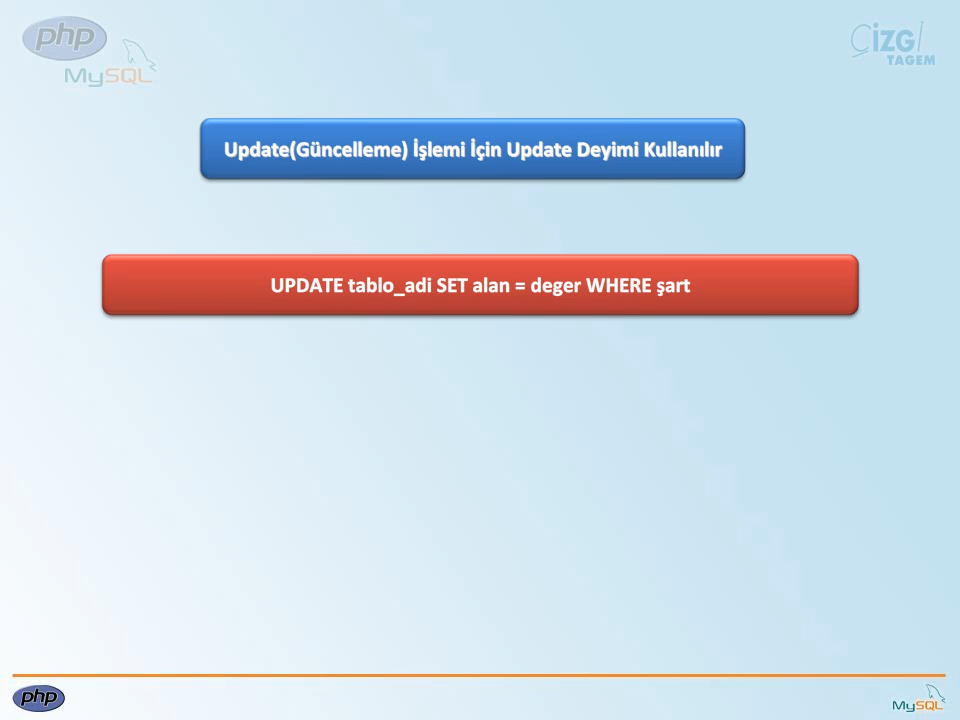 php
MySQL
Çizgi
TAGEM
Update(Güncelleme) İşlemi İçin Update Deyimi Kullanılır
UPDATE tablo_adi SET alan = deger WHERE şart
php
MySQL